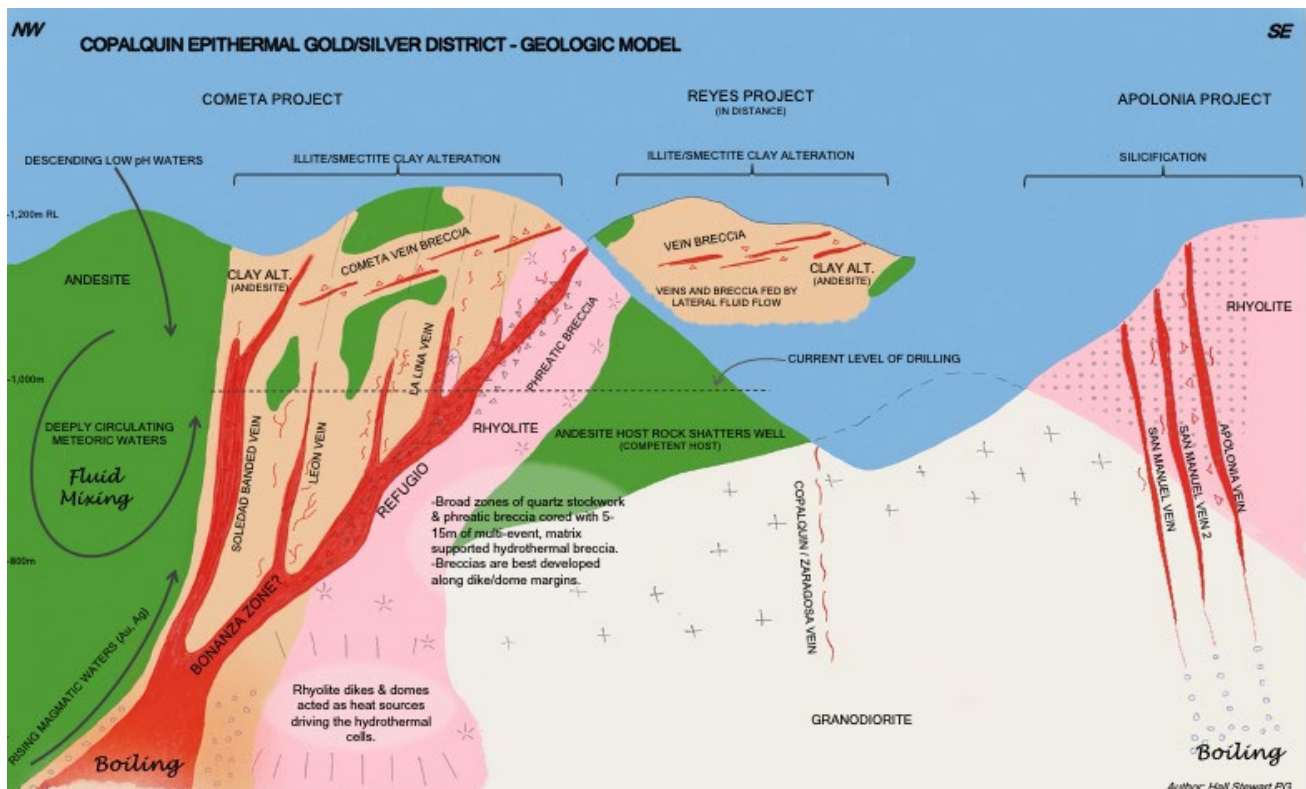 NW
SE
COPALQUIN EPITHERMAL GOLD/SILVER DISTRICT - GEOLOGIC MODEL
COMETA PROJECT
REYES PROJECT
(IN DISTANCE)
APOLONIA PROJECT
DESCENDING LOW pH WATERS
ILLITE/SMECTITE CLAY ALTERATION
ILLITE/SMECTITE CLAY ALTERATION
SILICIFICATION
-1,200m RL
ANDESITE
CLAY ALT.
(ANDESITE)
COMETA VEIN BRECCIA
VEIN BRECCIA
CLAY ALT.
(ANDESITE)
VEINS AND BRECCIA FED BY
LATERAL FLUID FLOW
RHYOLITE
PHREATIC BRECCIA
LA LINA VEIN
CURRENT LEVEL OF DRILLING
-1,000m
DEEPLY CIRCULATING
METEORIC WATERS
Fluid
Mixing
SOLEDAD BANDED VEIN
LEON VEIN
REFUGIO
RHYOLITE
ANDESITE HOST ROCK SHATTERS WELL
(COMPETENT HOST)
-Broad zones of quartz stockwork
& phreatic breccia cored with 5-
15m of multi-event, matrix
supported hydrothermal breccia.
-Breccias are best developed
along dike/dome margins.
COPALQUIN / ZARAGOSA VEIN
SAN MANUEL VEIN
SAN MANUEL VEIN 2
APOLONIA VEIN
-800m
BONANZA ZONE?
RISING MAGMATIC WATERS (Au, Ag)
Rhyolite dikes & domes
acted as heat sources
driving the hydrothermal
cells.
GRANODIORITE
Boiling
Boiling
Author: Hall Stewart PG